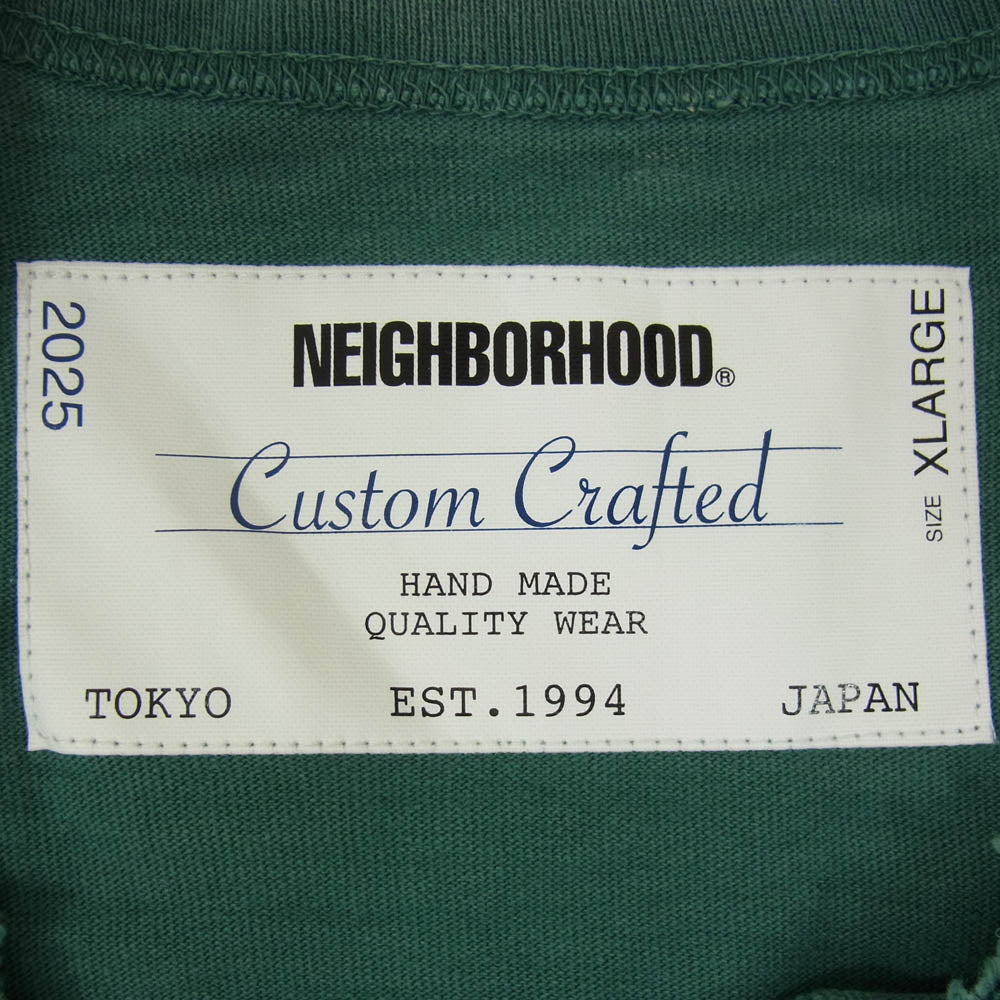 2025
NEIGHBORHOOD®
SIZE XLARGE
Custom Crafted
HAND MADE
QUALITY WEAR
TOKYO EST.1994 JAPAN